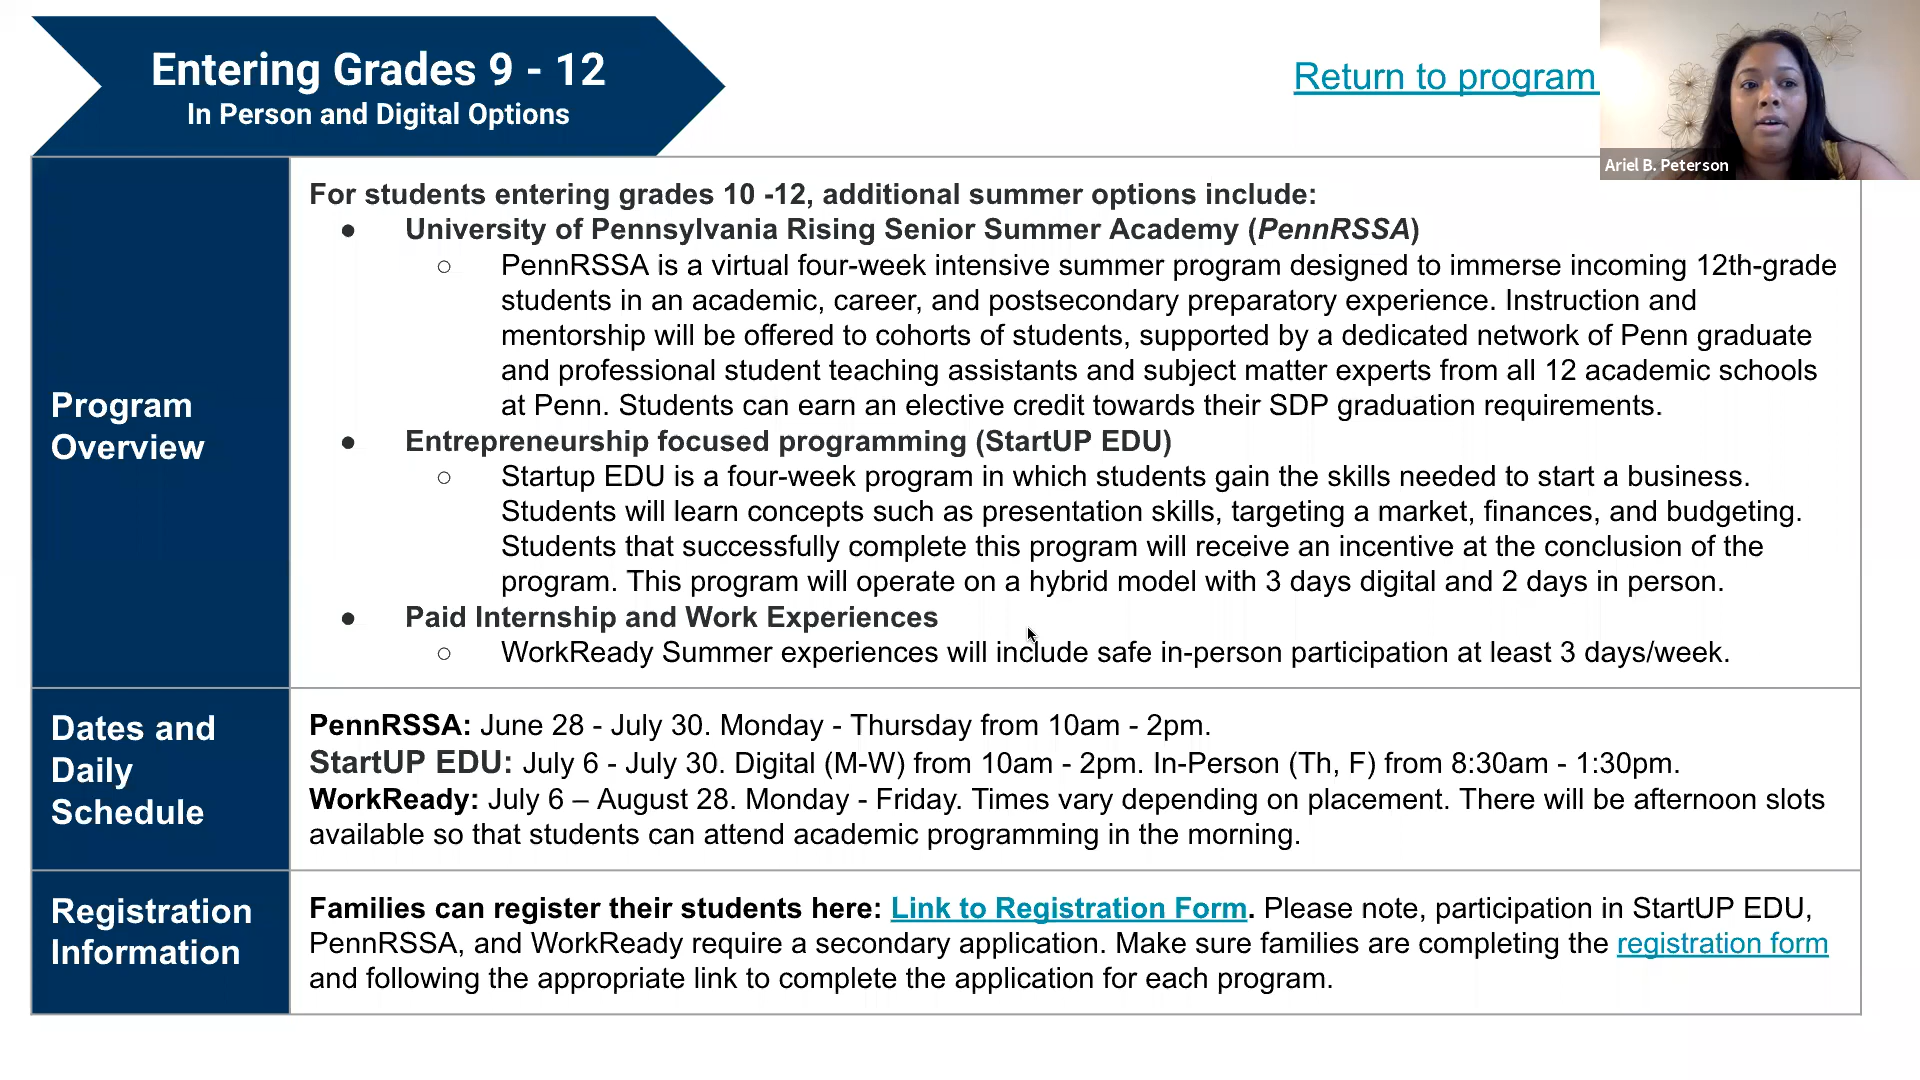 Entering Grades 9 - 12
In Person and Digital Options
Return to program
Ariel B. Peterson
Program
Overview
For students entering grades 10 -12, additional summer options include:
● University of Pennsylvania Rising Senior Summer Academy (PennRSSA)
○ PennRSSA is a virtual four-week intensive summer program designed to immerse incoming 12th-grade
students in an academic, career, and postsecondary preparatory experience. Instruction and
mentorship will be offered to cohorts of students, supported by a dedicated network of Penn graduate
and professional student teaching assistants and subject matter experts from all 12 academic schools
at Penn. Students can earn an elective credit towards their SDP graduation requirements.
● Entrepreneurship focused programming (StartUP EDU)
○ Startup EDU is a four-week program in which students gain the skills needed to start a business.
Students will learn concepts such as presentation skills, targeting a market, finances, and budgeting.
Students that successfully complete this program will receive an incentive at the conclusion of the
program. This program will operate on a hybrid model with 3 days digital and 2 days in person.
● Paid Internship and Work Experiences
○ WorkReady Summer experiences will include safe in-person participation at least 3 days/week.
Dates and
Daily
Schedule
PennRSSA: June 28 - July 30. Monday - Thursday from 10am - 2pm.
StartUP EDU: July 6 - July 30. Digital (M-W) from 10am - 2pm. In-Person (Th, F) from 8:30am - 1:30pm.
WorkReady: July 6 – August 28. Monday - Friday. Times vary depending on placement. There will be afternoon slots
available so that students can attend academic programming in the morning.
Registration
Information
Families can register their students here: Link to Registration Form. Please note, participation in StartUP EDU,
PennRSSA, and WorkReady require a secondary application. Make sure families are completing the registration form
and following the appropriate link to complete the application for each program.